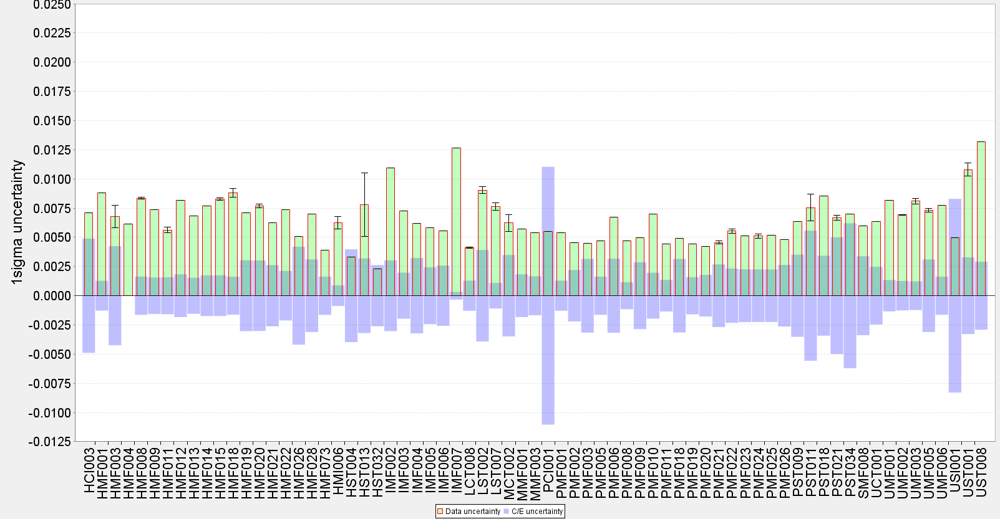 0.0250
0.0225
0.0200
0.0175
0.0150
0.0125
0.0100
0.0075
0.0050
0.0025
0.0000
-0.0025
-0.0050
-0.0075
-0.0100
-0.0125
1sigma uncertainty
HCI003
HMF001
HMF003
HMF004
HMF008
HMF009
HMF011
HMF012
HMF013
HMF014
HMF015
HMF018
HMF019
HMF020
HMF021
HMF022
HMF026
HMF028
HMF073
HMI006
HST004
HST013
HST032
IMF002
IMF003
IMF004
IMF005
IMF006
IMF007
LCT008
LST002
LST007
MCT002
MMF001
MMF003
PCI001
PMF001
PMF002
PMF003
PMF005
PMF006
PMF008
PMF009
PMF010
PMF011
PMF018
PMF019
PMF020
PMF021
PMF022
PMF023
PMF024
PMF025
PMF026
PST009
PST011
PST018
PST021
PST034
SMF008
UCT001
UMF001
UMF002
UMF003
UMF005
UMF006
USI001
UST001
UST008
Data uncertainty C/E uncertainty